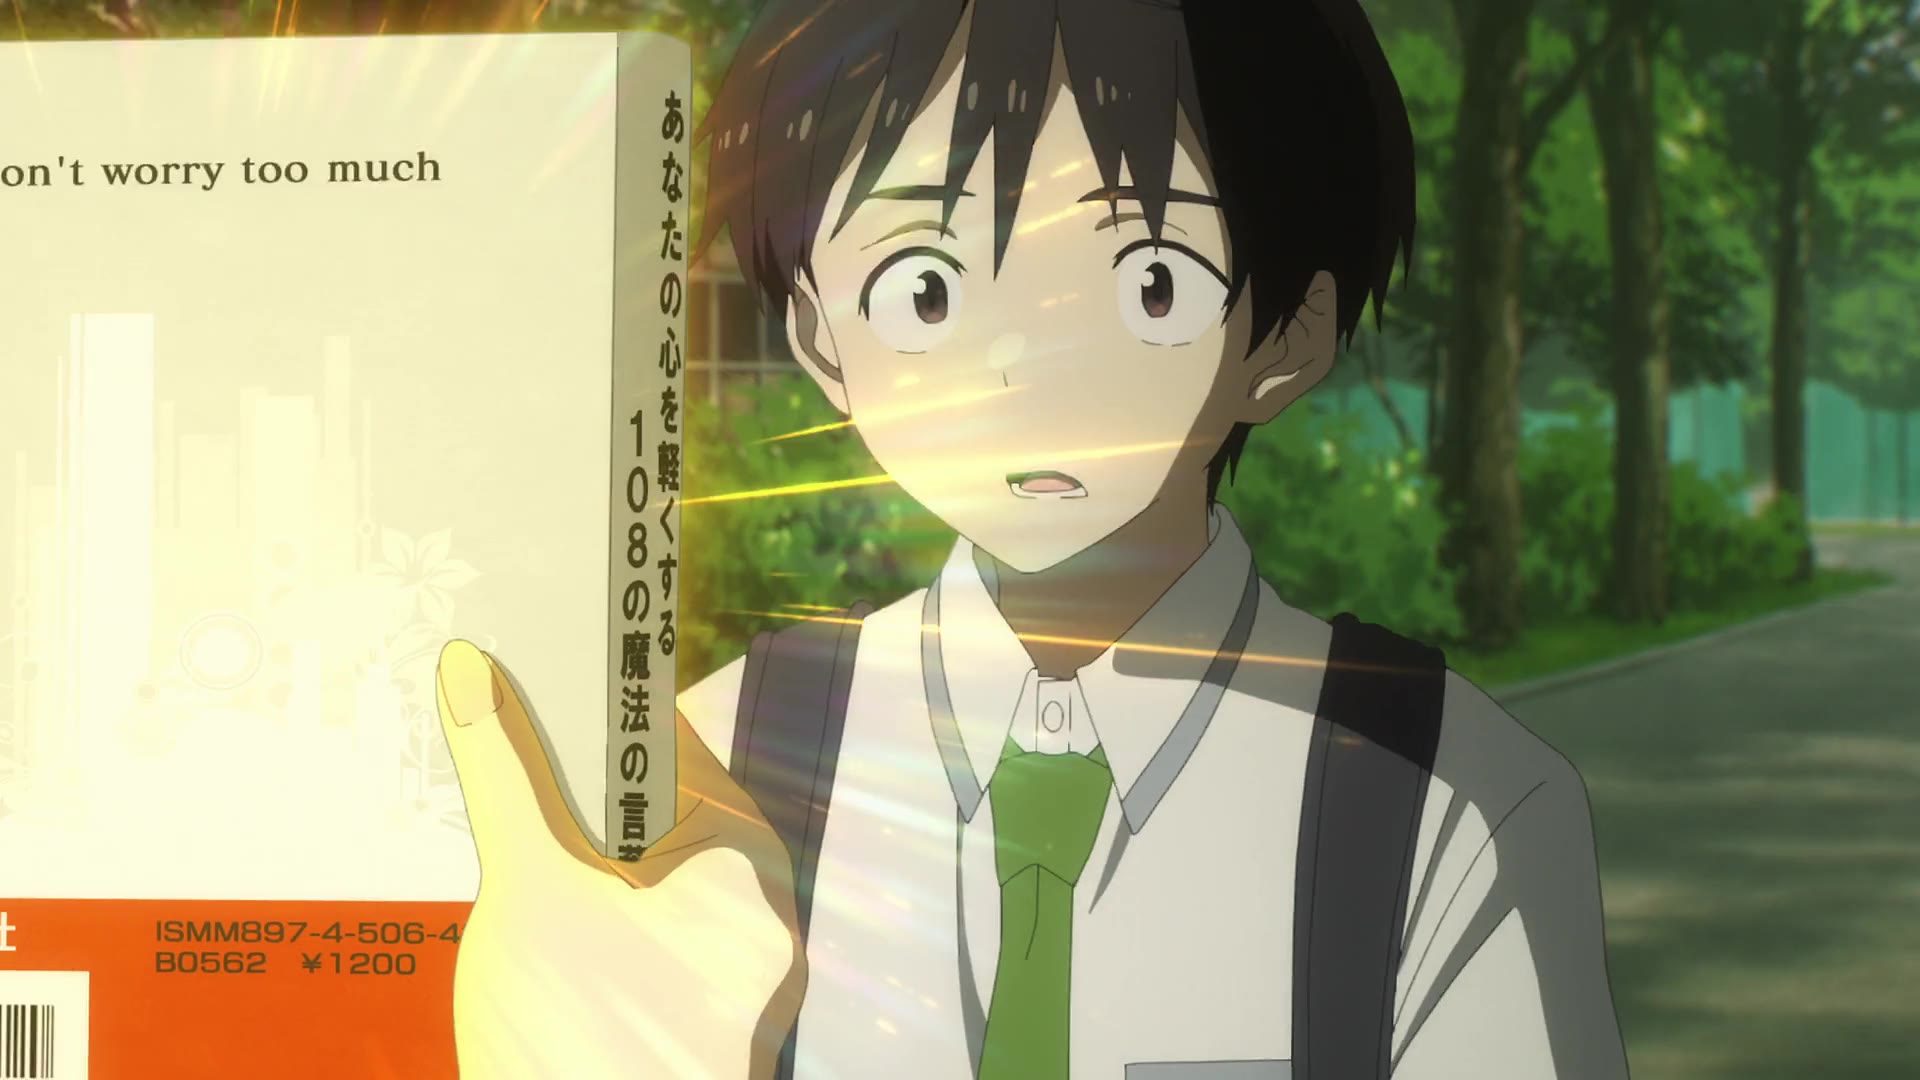 on't worry too much
あなたの心を軽くする
108の魔法の言
社
ISMM897-4-506-4
B0562 ¥1200